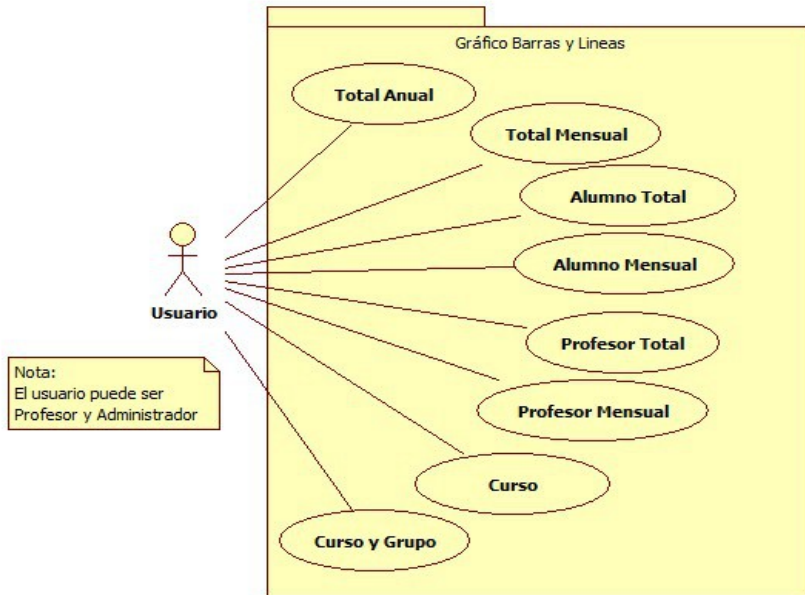 Gráfico Barras y Lineas
Total Anual
Total Mensual
Alumno Total
Alumno Mensual
Usuario
Profesor Total
Nota:
El usuario puede ser
Profesor y Administrador
Profesor Mensual
Curso
Curso y Grupo